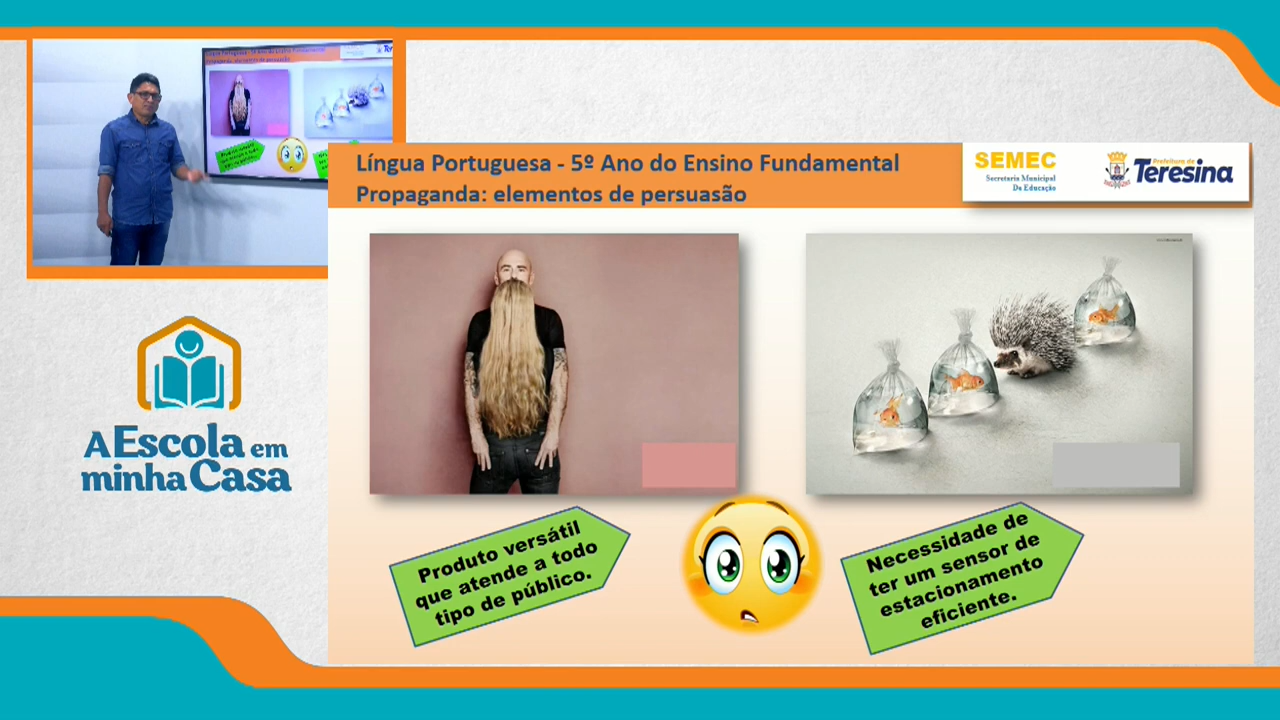 Língua Portuguesa - 5º Ano do Ensino Fundamental
Propaganda: elementos de persuasão
SEMEC
Secretaria Municipal
Da Educação
Prefeitura de
Teresina
A Escola em
minha Casa
Produto versátil
que atende a todo
tipo de público.
Necessidade de
ter um sensor de
estacionamento
eficiente.